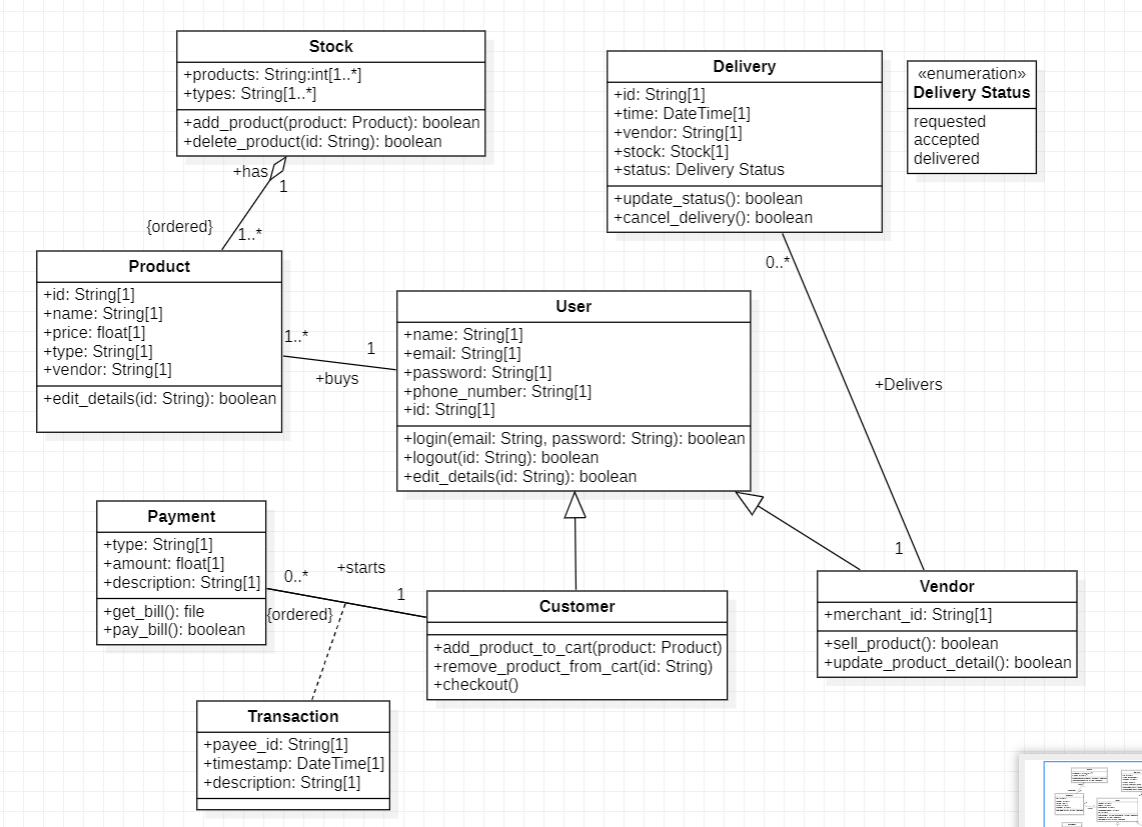 Stock
+products: String:int[1..*]
+types: String[1..*]
+add_product(product: Product): boolean
+delete_product(id: String): boolean
Delivery
+id: String[1]
+time: DateTime[1]
+vendor: String[1]
+stock: Stock[1]
+status: Delivery Status
+update_status(): boolean
+cancel_delivery(): boolean
«enumeration»
Delivery Status
requested
accepted
delivered
+has
1
{ordered}
1..*
Product
+id: String[1]
+name: String[1]
+price: float[1]
+type: String[1]
+vendor: String[1]
+edit_details(id: String): boolean
1..*
1
+buys
User
+name: String[1]
+email: String[1]
+password: String[1]
+phone_number: String[1]
+id: String[1]
+login(email: String, password: String): boolean
+logout(id: String): boolean
+edit_details(id: String): boolean
0..*
+Delivers
1
Payment
+type: String[1]
+amount: float[1]
+description: String[1]
+get_bill(): file
+pay_bill(): boolean
0..*
+starts
1
{ordered}
Customer
+add_product_to_cart(product: Product)
+remove_product_from_cart(id: String)
+checkout()
Vendor
+merchant_id: String[1]
+sell_product(): boolean
+update_product_detail(): boolean
Transaction
+payee_id: String[1]
+timestamp: DateTime[1]
+description: String[1]